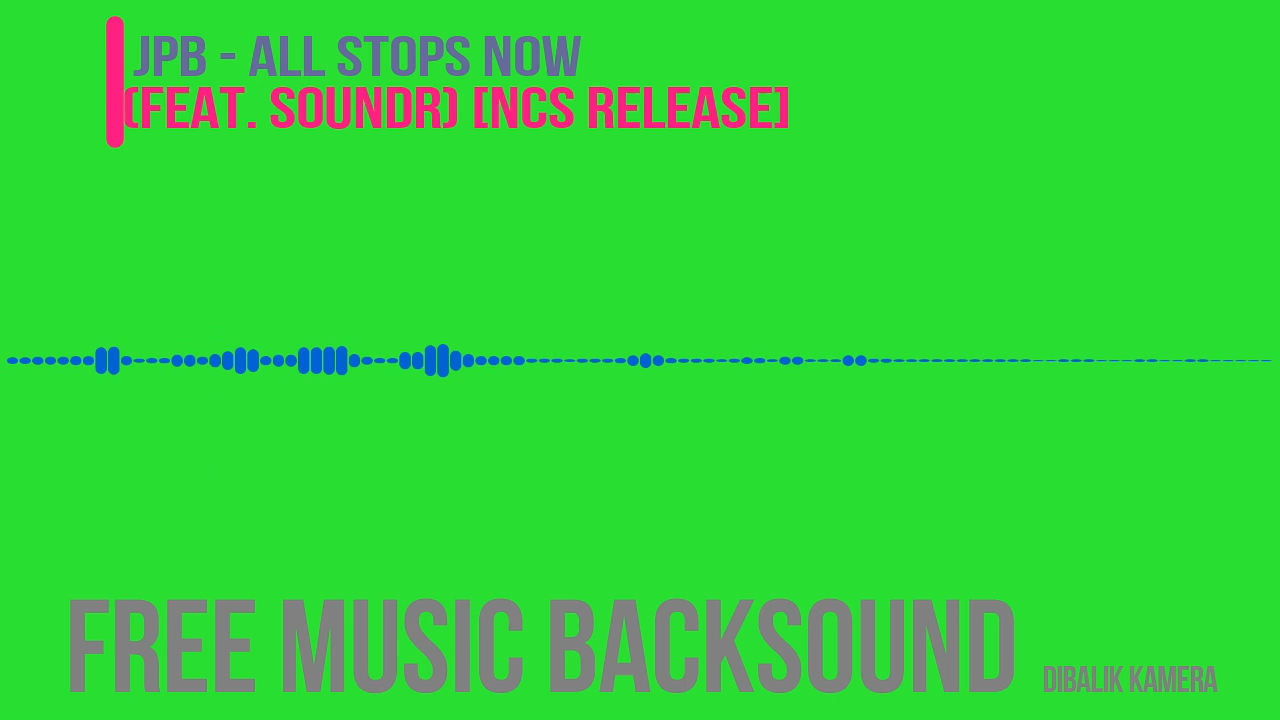 JPB - ALL STOPS NOW
(FEAT. SOUNDR) [NCS RELEASE]
FREE MUSIC BACKSOUND
DIBALIK KAMERA